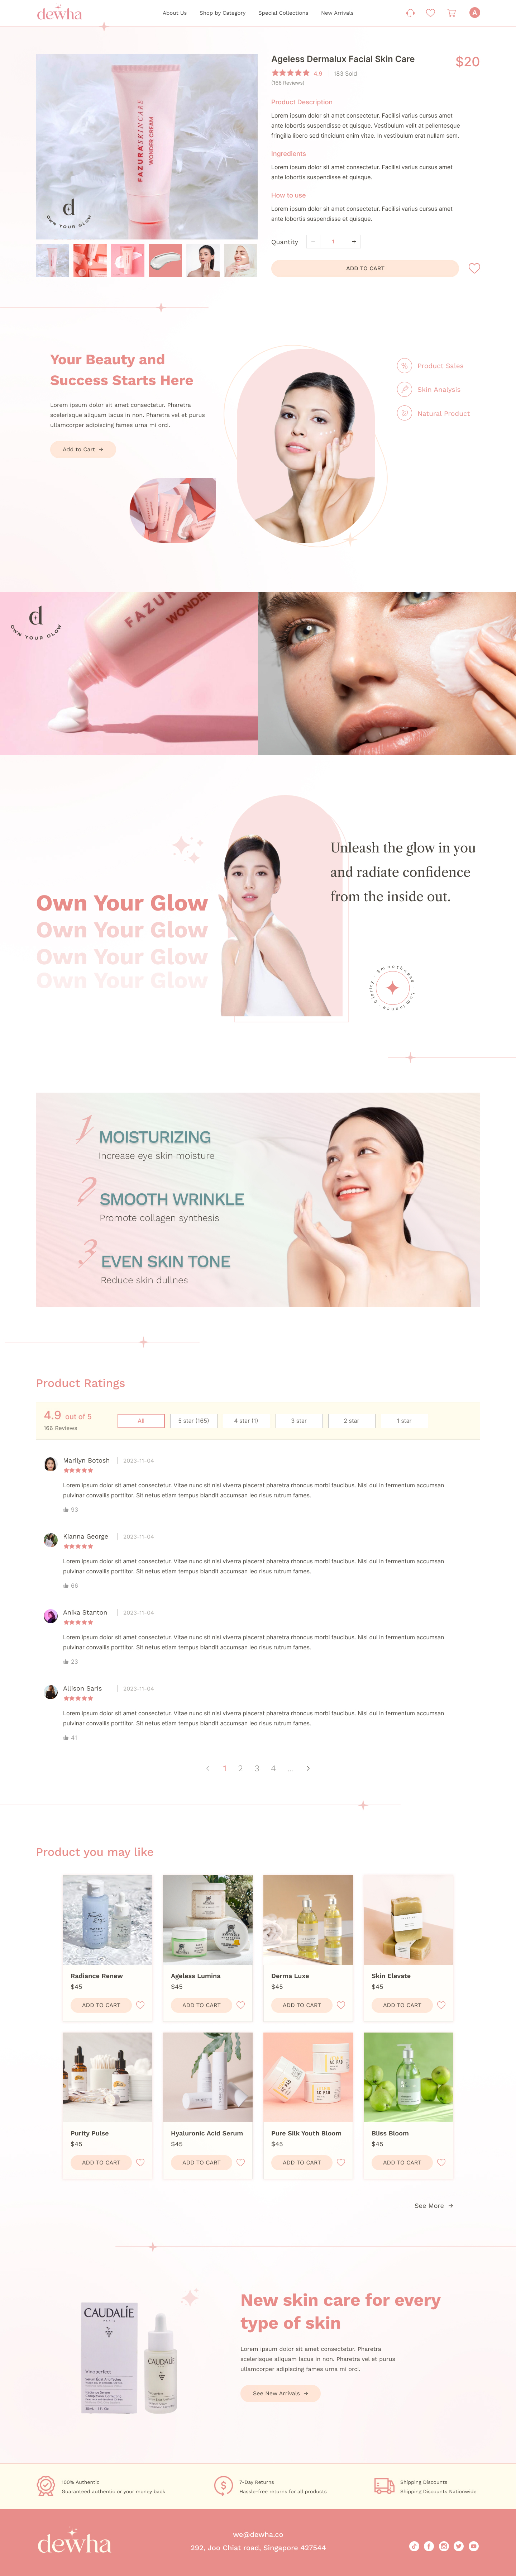 dewha
About Us Shop by Category Special Collections New Arrivals
A
Ageless Dermalux Facial Skin Care
$20
4.9 183 Sold
(166 Reviews)
Product Description
Lorem ipsum dolor sit amet consectetur. Facilisi varius cursus amet
ante lobortis suspendisse et quisque. Vestibulum velit at pellentesque
fringilla libero sed tincidunt enim vitae. In vestibulum erat nullam sem.
Ingredients
Lorem ipsum dolor sit amet consectetur. Facilisi varius cursus amet
ante lobortis suspendisse et quisque.
How to use
Lorem ipsum dolor sit amet consectetur. Facilisi varius cursus amet
ante lobortis suspendisse et quisque.
Quantity - 1 +
ADD TO CART
FAZURA SKINCARE
WONDER CREAM
d
OWN YOUR GLOW
Your Beauty and
Success Starts Here
Lorem ipsum dolor sit amet consectetur. Pharetra
scelerisque aliquam lacus in non. Pharetra vel et purus
ullamcorper adipiscing fames urna mi orci.
Add to Cart →
Product Sales
Skin Analysis
Natural Product
d
OWN YOUR GLOW
FAZUR
WONDER
Unleash the glow in you
and radiate confidence
from the inside out.
Own Your Glow
Own Your Glow
Own Your Glow
Own Your Glow
Clarity Smoothness Luminance
1 MOISTURIZING
Increase eye skin moisture
2 SMOOTH WRINKLE
Promote collagen synthesis
3 EVEN SKIN TONE
Reduce skin dullnes
Product Ratings
4.9 out of 5
166 Reviews
All 5 star (165) 4 star (1) 3 star 2 star 1 star
Marilyn Botosh 2023-11-04
Lorem ipsum dolor sit amet consectetur. Vitae nunc sit nisi viverra placerat pharetra rhoncus morbi faucibus. Nisi dui in fermentum accumsan
pulvinar convallis porttitor. Sit netus etiam tempus blandit accumsan leo risus rutrum fames.
93
Kianna George 2023-11-04
Lorem ipsum dolor sit amet consectetur. Vitae nunc sit nisi viverra placerat pharetra rhoncus morbi faucibus. Nisi dui in fermentum accumsan
pulvinar convallis porttitor. Sit netus etiam tempus blandit accumsan leo risus rutrum fames.
66
Anika Stanton 2023-11-04
Lorem ipsum dolor sit amet consectetur. Vitae nunc sit nisi viverra placerat pharetra rhoncus morbi faucibus. Nisi dui in fermentum accumsan
pulvinar convallis porttitor. Sit netus etiam tempus blandit accumsan leo risus rutrum fames.
23
Allison Saris 2023-11-04
Lorem ipsum dolor sit amet consectetur. Vitae nunc sit nisi viverra placerat pharetra rhoncus morbi faucibus. Nisi dui in fermentum accumsan
pulvinar convallis porttitor. Sit netus etiam tempus blandit accumsan leo risus rutrum fames.
41
< 1 2 3 4 ... >
Product you may like
Radiance Renew
$45
ADD TO CART
Ageless Lumina
$45
ADD TO CART
Derma Luxe
$45
ADD TO CART
Skin Elevate
$45
ADD TO CART
AC PAD
AC PAD
Purity Pulse
$45
ADD TO CART
Hyaluronic Acid Serum
$45
ADD TO CART
Pure Silk Youth Bloom
$45
ADD TO CART
Bliss Bloom
$45
ADD TO CART
See More →
New skin care for every
type of skin
Lorem ipsum dolor sit amet consectetur. Pharetra
scelerisque aliquam lacus in non. Pharetra vel et purus
ullamcorper adipiscing fames urna mi orci.
See New Arrivals →
CAUDALIE
PARIS
Vinoperfect
CAUDALIE
100% Authentic
Guaranteed authentic or your money back
7-Day Returns
Hassle-free returns for all products
Shipping Discounts
Shipping Discounts Nationwide
dewha
we@dewha.co
292, Joo Chiat road, Singapore 427544